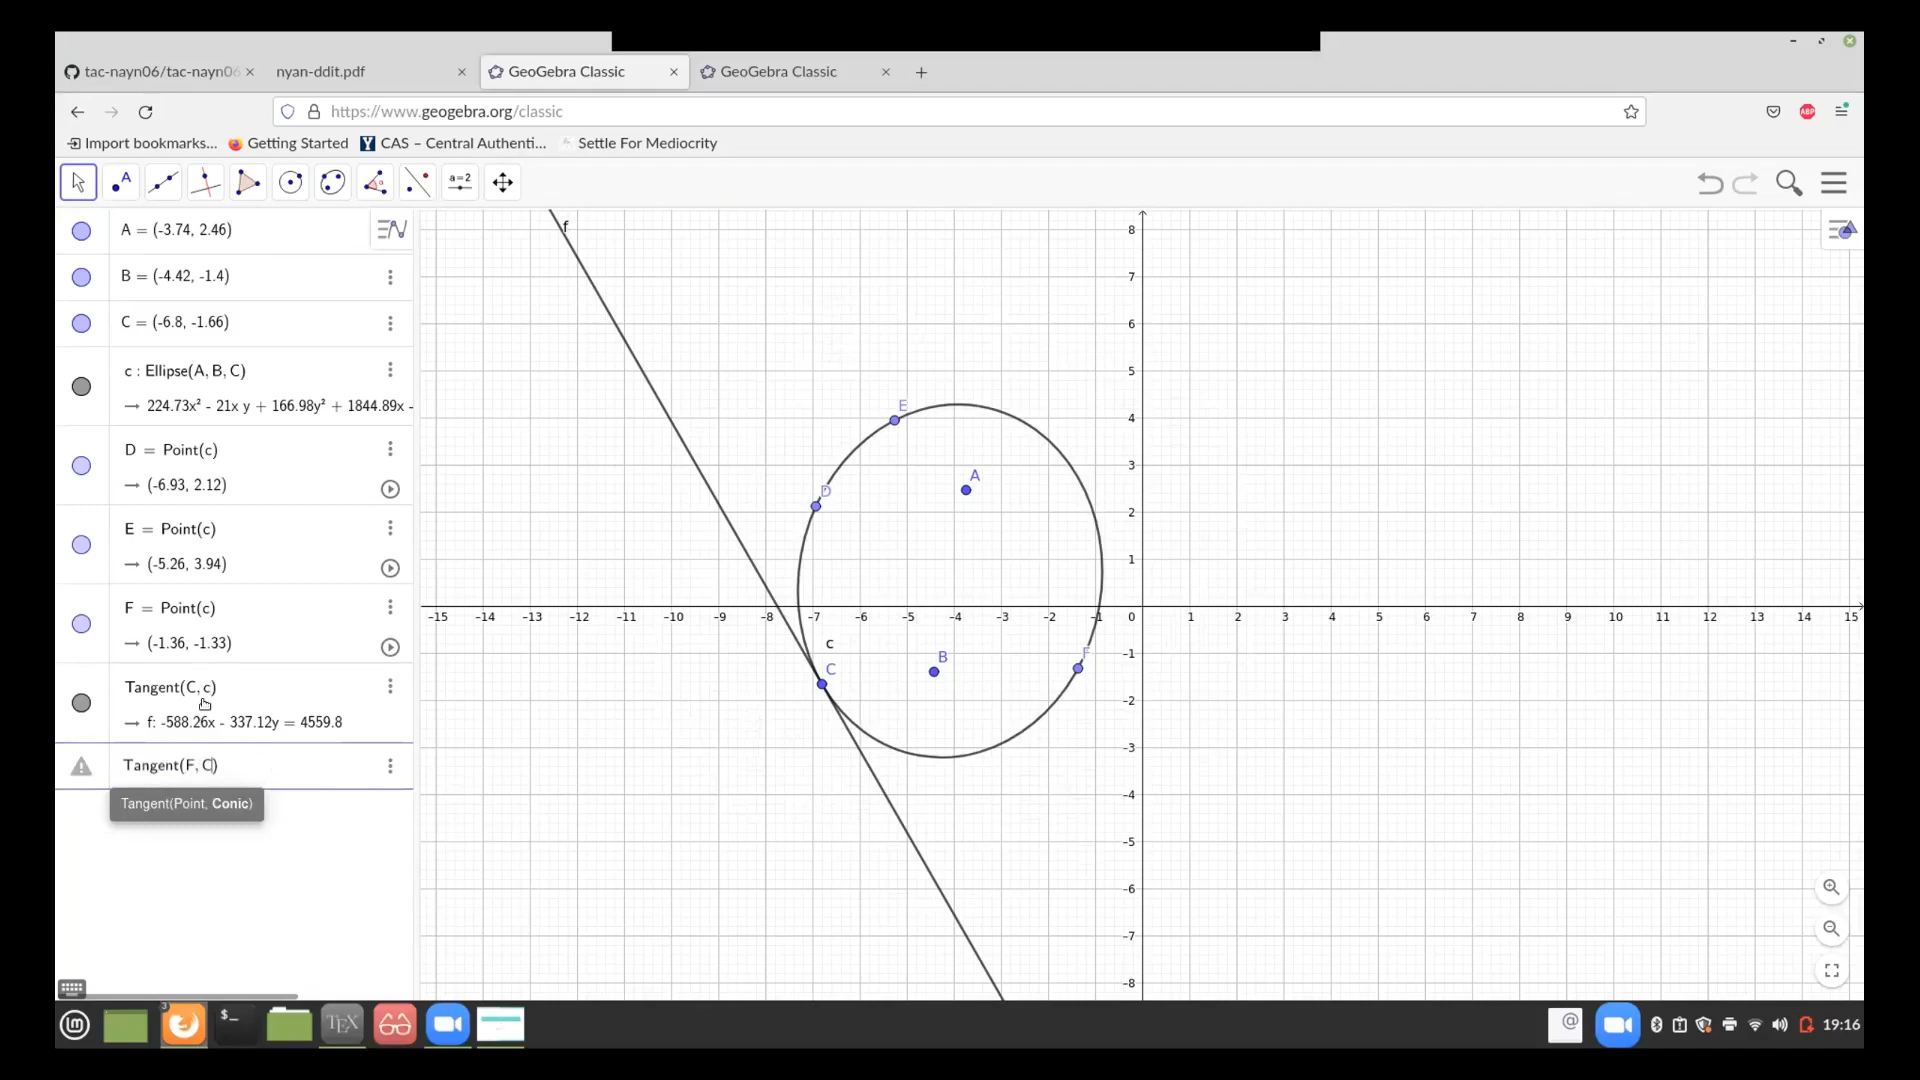 tac-nayn06/tac-nayn06
nyan-ddit.pdf
GeoGebra Classic
GeoGebra Classic
https://www.geogebra.org/classic
ABP
Import bookmarks...
Getting Started
Y CAS – Central Authenti...
Settle For Mediocrity
A
a=2
A = (-3.74, 2.46)
B = (-4.42, -1.4)
C = (-6.8, -1.66)
c : Ellipse(A, B, C)
→ 224.73x² - 21x y + 166.98y² + 1844.89x -
D = Point(c)
→ (-6.93, 2.12)
E = Point(c)
→ (-5.26, 3.94)
F = Point(c)
→ (-1.36, -1.33)
Tangent(C, c)
→ f: -588.26x - 337.12y = 4559.8
Tangent(F, C)
Tangent(Point, Conic)
f
8
7
6
5
E
4
A
3
D
2
1
-15 -14 -13 -12 -11 -10 -9 -8 -7 -6 -5 -4 -3 -2 -1 0 1 2 3 4 5 6 7 8 9 10 11 12 13 14 15
c
B
F
-1
C
-2
-3
-4
-5
-6
-7
-8
lm
3
$_
TEX
@
19:16